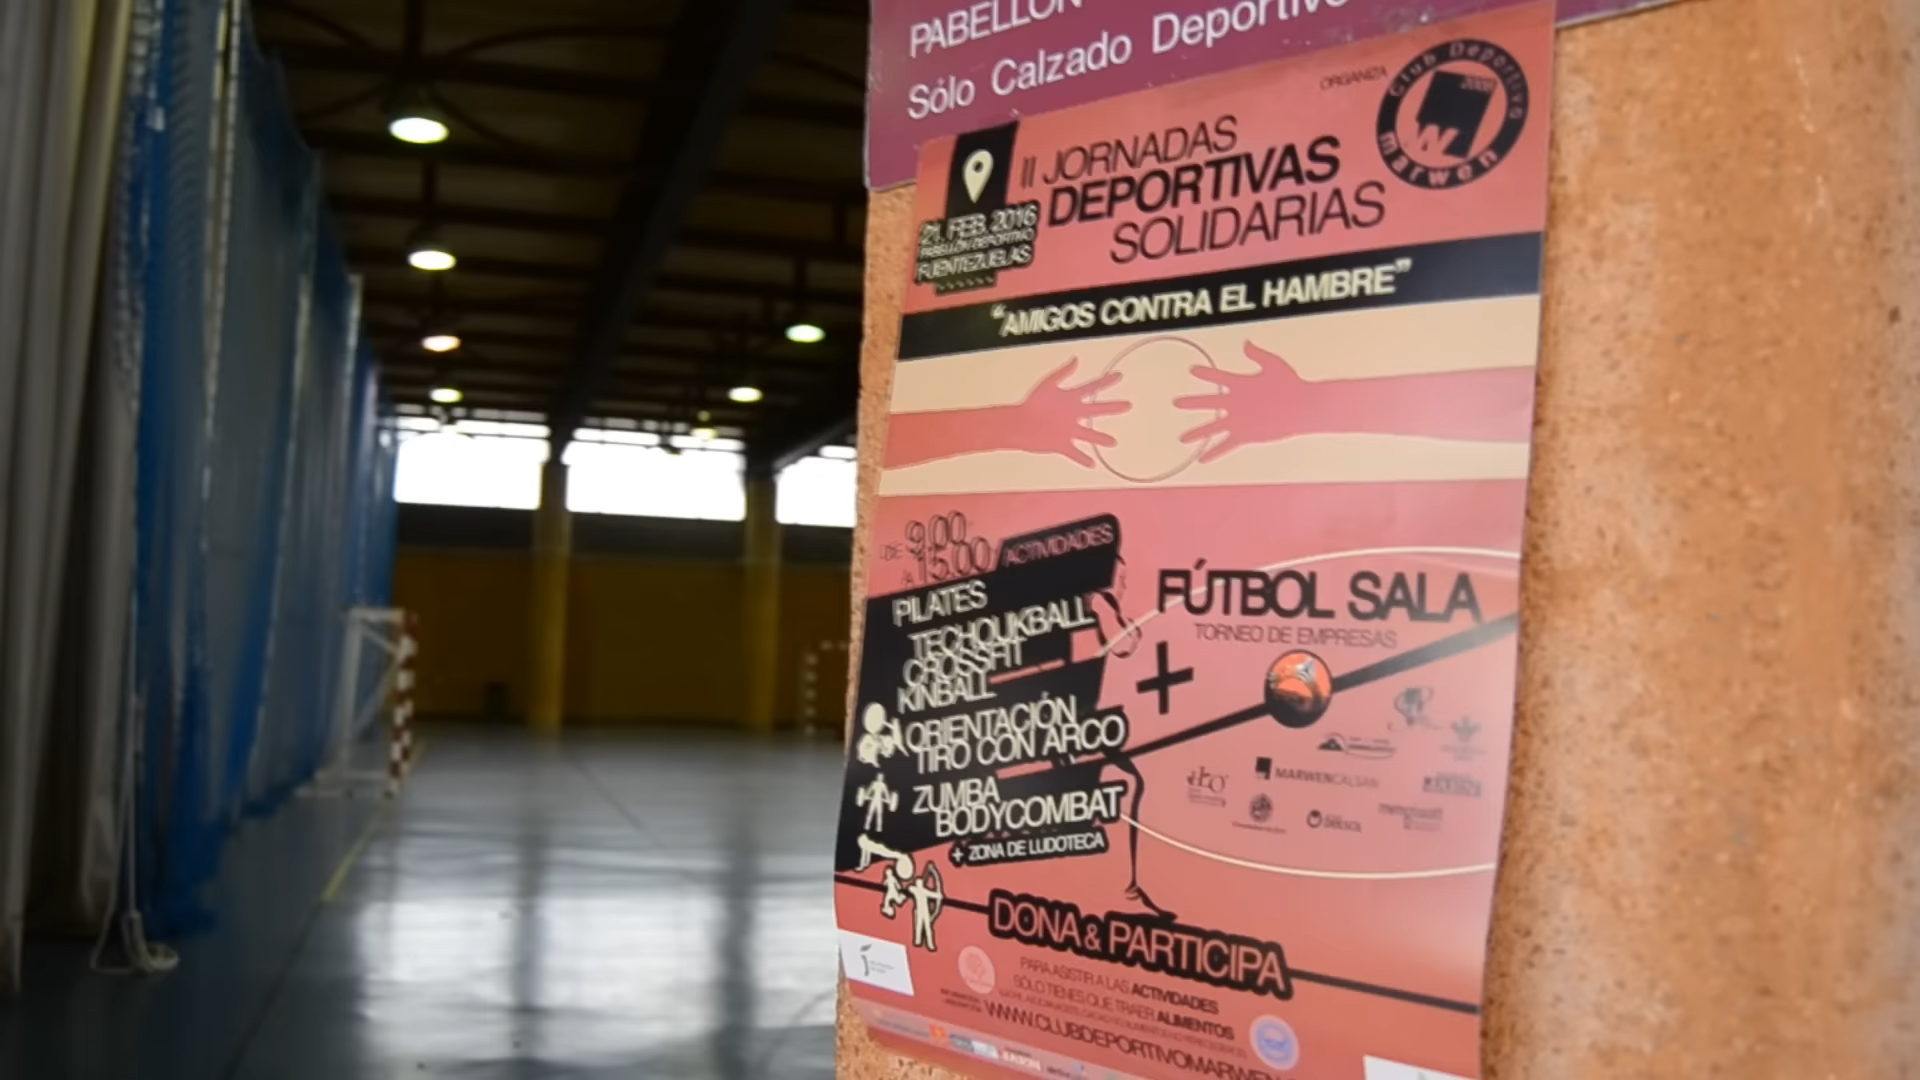 PABELLÓN
Sólo Calzado Deportivo
ORGANIZA
Club Deportivo
2008
marwen
II JORNADAS
DEPORTIVAS
SOLIDARIAS
21. FEB. 2016
PABELLÓN DEPORTIVO
FUENTEZUELAS
"AMIGOS CONTRA EL HAMBRE"
DE 9:00
A 15:00 ACTIVIDADES
PILATES
TECHOUKBALL
CROSSFIT
KINBALL
ORIENTACIÓN
TIRO CON ARCO
ZUMBA
BODYCOMBAT
+ ZONA DE LUDOTECA
+
FÚTBOL SALA
TORNEO DE EMPRESAS
MARWENCALSAN
DONA & PARTICIPA
PARA ASISTIR A LAS ACTIVIDADES
SÓLO TIENES QUE TRAER ALIMENTOS
WWW.CLUBDEPORTIVOMARWEN